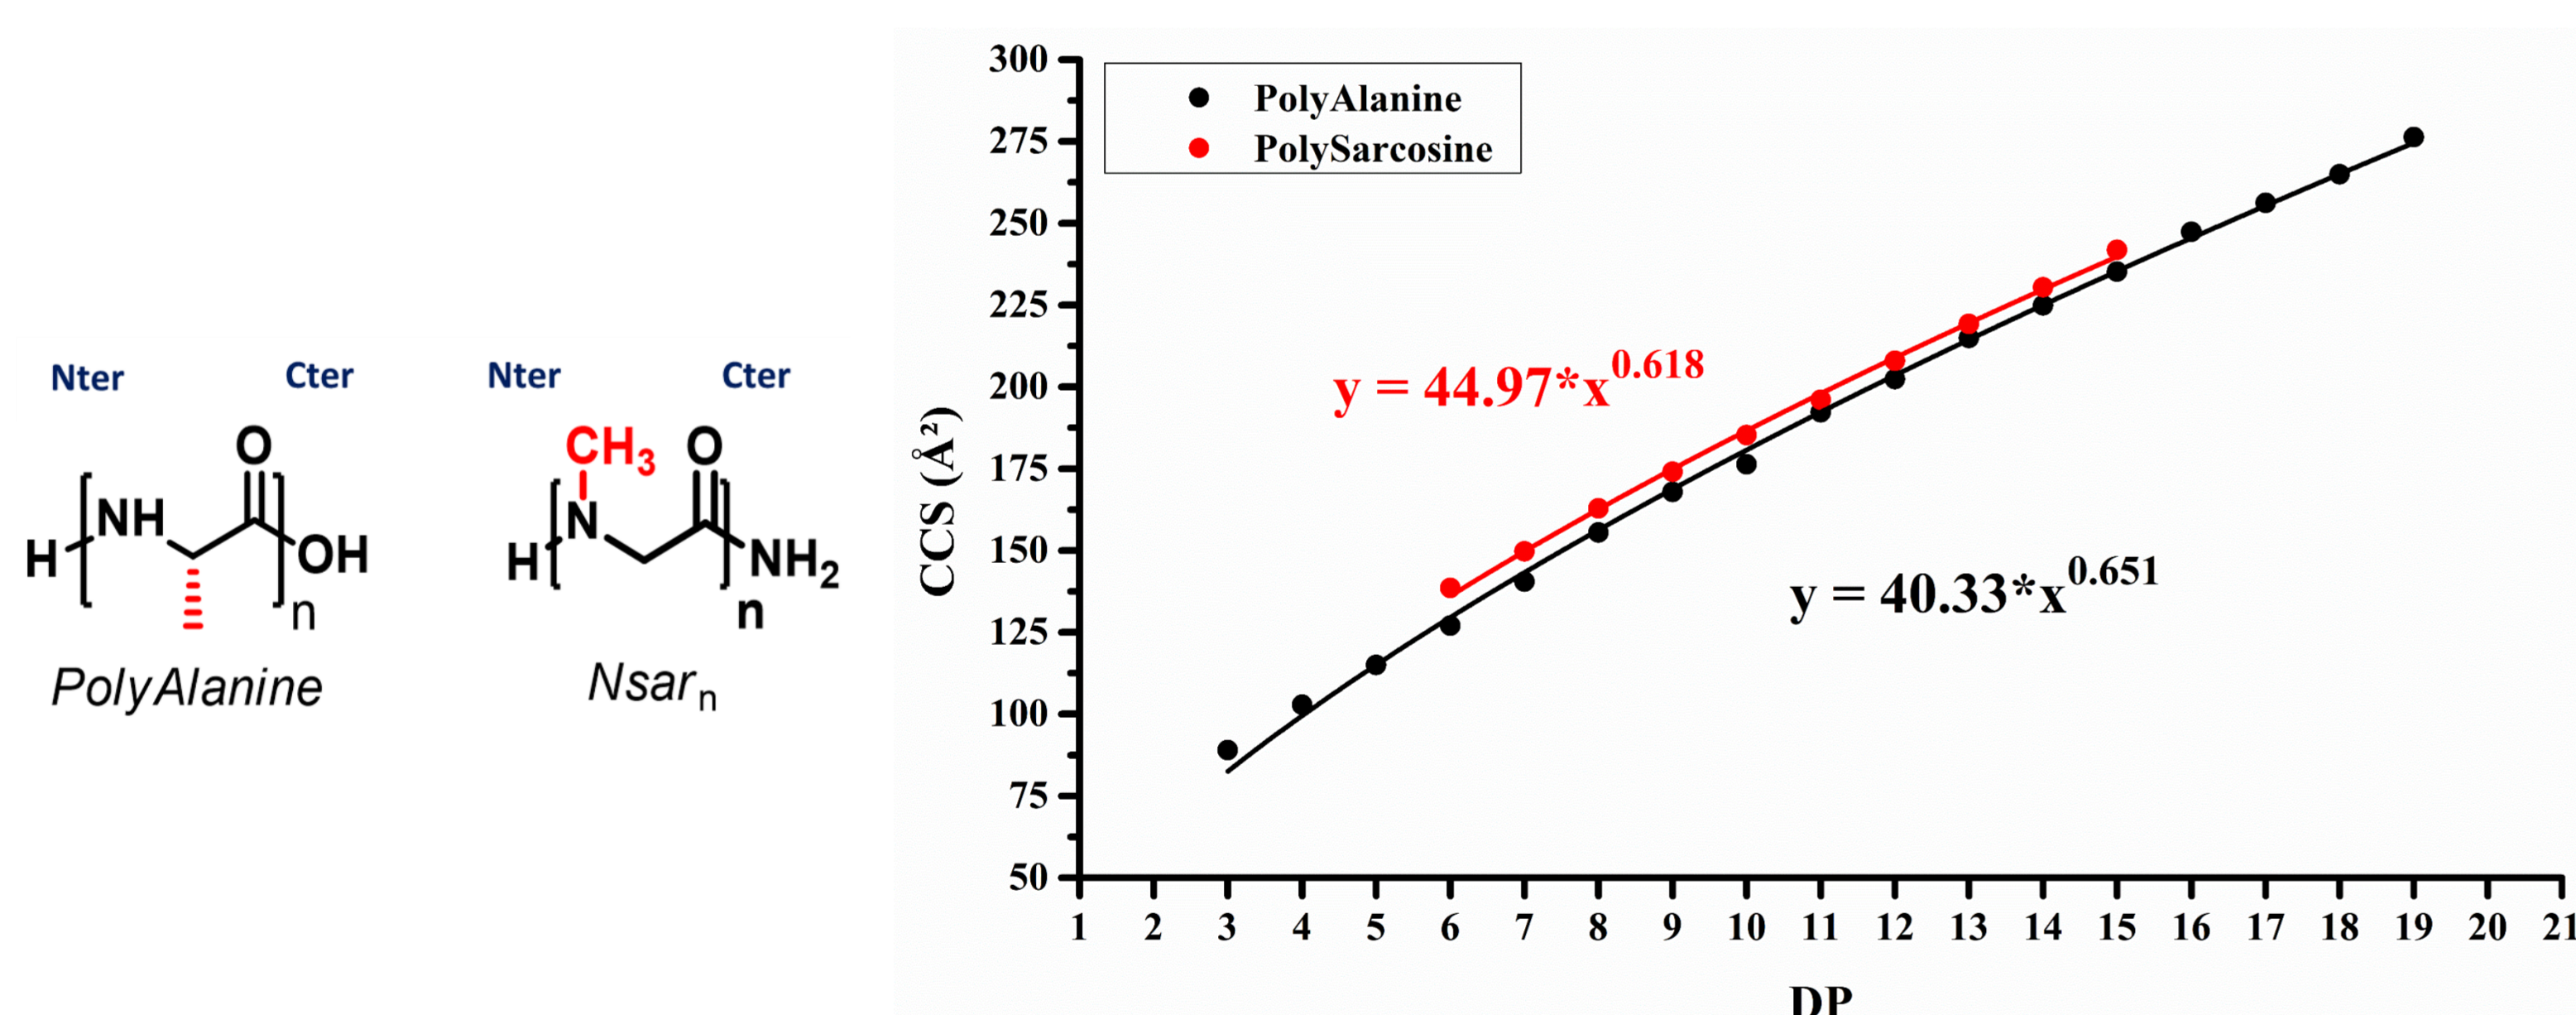 Nter Cter
O
NH
H
OH
n
PolyAlanine
Nter Cter
CH3
O
N
H
NH2
n
Nsarn
300
275
250
225
200
175
150
125
100
75
50
CCS (Å²)
PolyAlanine
PolySarcosine
y = 44.97*x^0.618
y = 40.33*x^0.651
1 2 3 4 5 6 7 8 9 10 11 12 13 14 15 16 17 18 19 20 21
DP